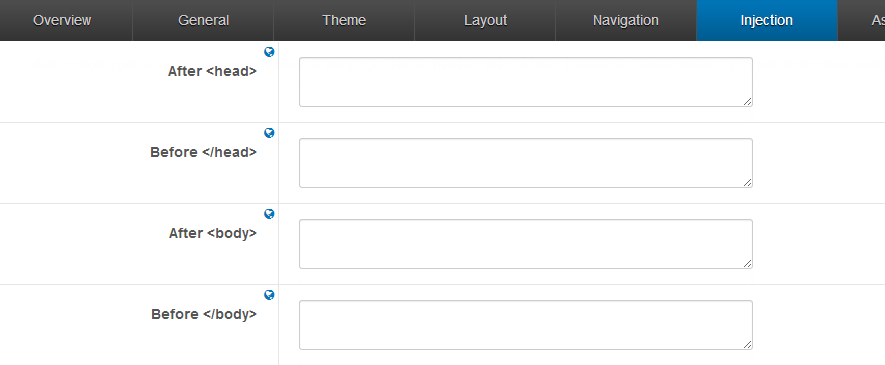 Overview General Theme Layout Navigation Injection As
After <head>
Before </head>
After <body>
Before </body>